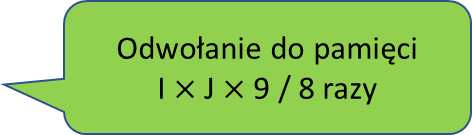 Odwołanie do pamięci
I × J × 9 / 8 razy